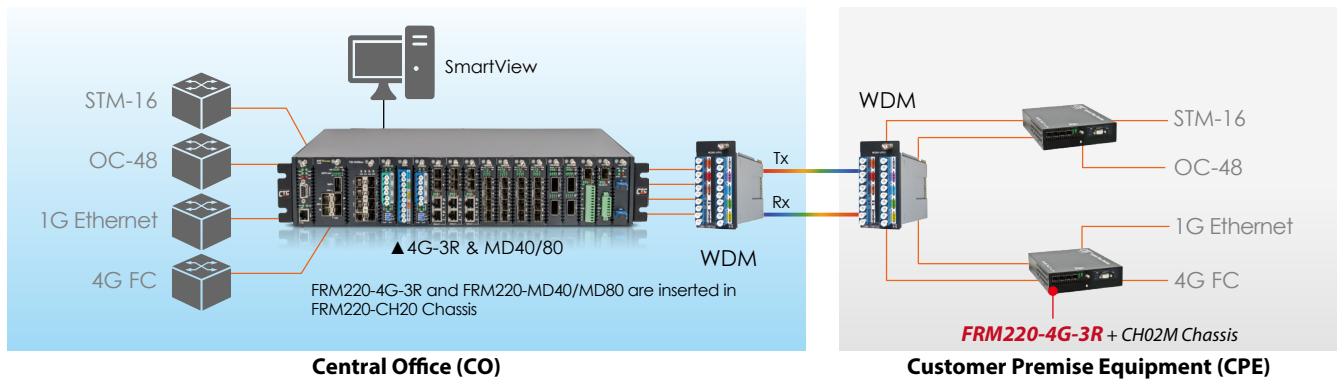 SmartView
STM-16
OC-48
1G Ethernet
4G FC
CTC
▲4G-3R & MD40/80
FRM220-4G-3R and FRM220-MD40/MD80 are inserted in
FRM220-CH20 Chassis
WDM
Tx
Rx
WDM
STM-16
OC-48
1G Ethernet
4G FC
FRM220-4G-3R + CH02M Chassis
Central Office (CO)
Customer Premise Equipment (CPE)